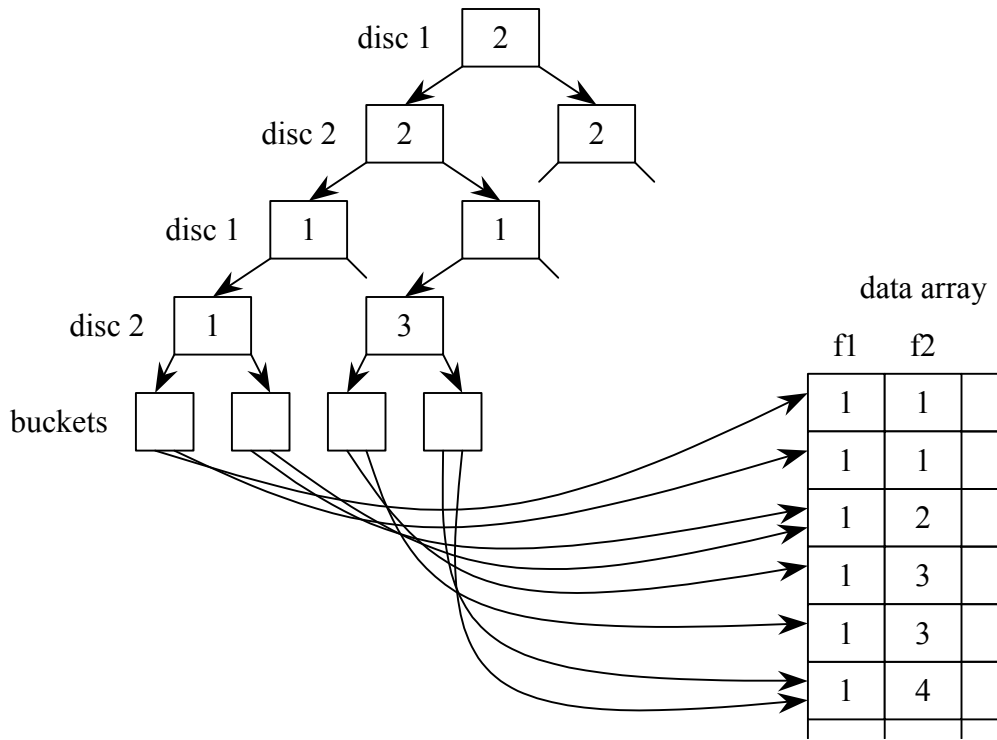 disc 1 2
disc 2 2 2
disc 1 1 1
disc 2 1 3
buckets
data array
f1 f2
1 1
1 1
1 2
1 3
1 3
1 4